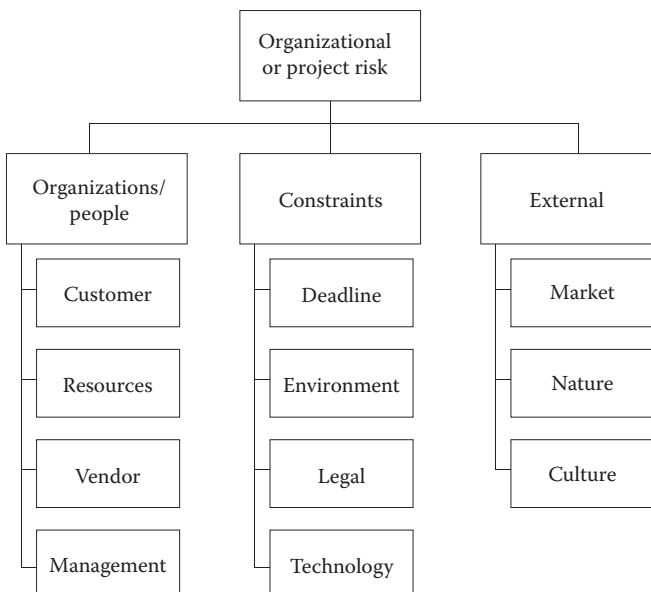 Organizational
or project risk
Organizations/
people
Constraints
External
Customer
Deadline
Market
Resources
Environment
Nature
Vendor
Legal
Culture
Management
Technology